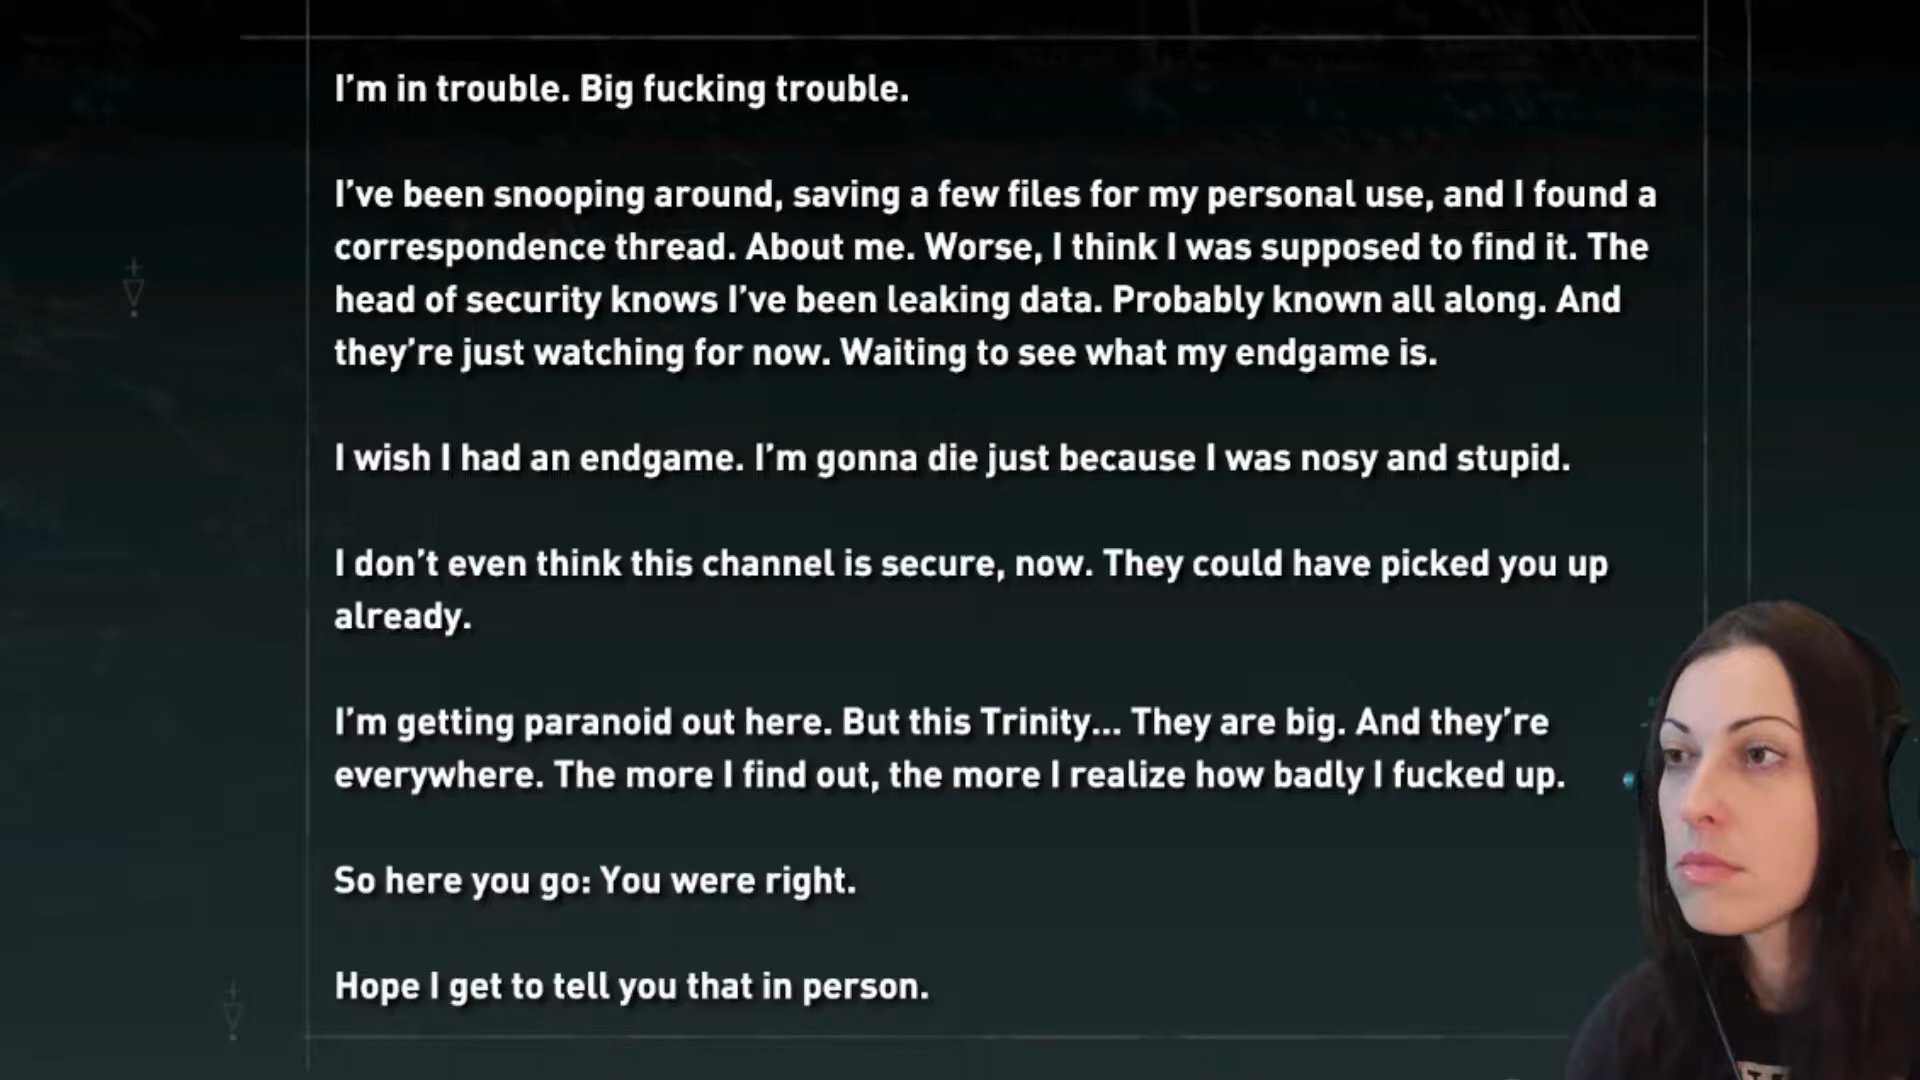 I'm in trouble. Big fucking trouble.
I've been snooping around, saving a few files for my personal use, and I found a
correspondence thread. About me. Worse, I think I was supposed to find it. The
head of security knows I've been leaking data. Probably known all along. And
they're just watching for now. Waiting to see what my endgame is.
I wish I had an endgame. I'm gonna die just because I was nosy and stupid.
I don't even think this channel is secure, now. They could have picked you up
already.
I'm getting paranoid out here. But this Trinity... They are big. And they're
everywhere. The more I find out, the more I realize how badly I fucked up.
So here you go: You were right.
Hope I get to tell you that in person.